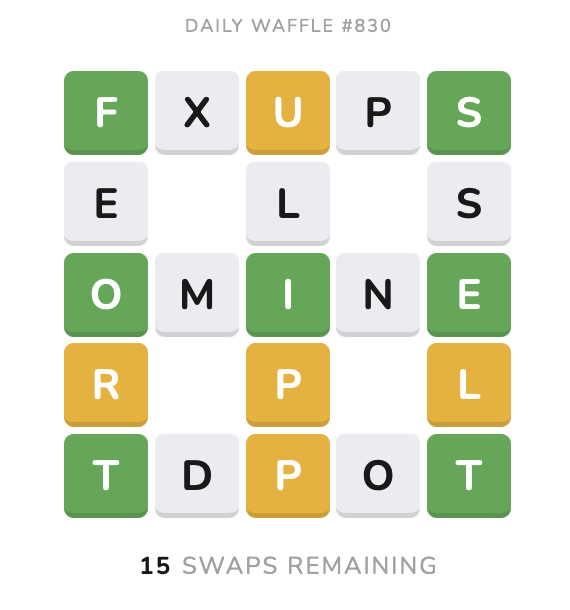 DAILY WAFFLE #830
F X U P S
E L S
O M I N E
R P L
T D P O T
15 SWAPS REMAINING